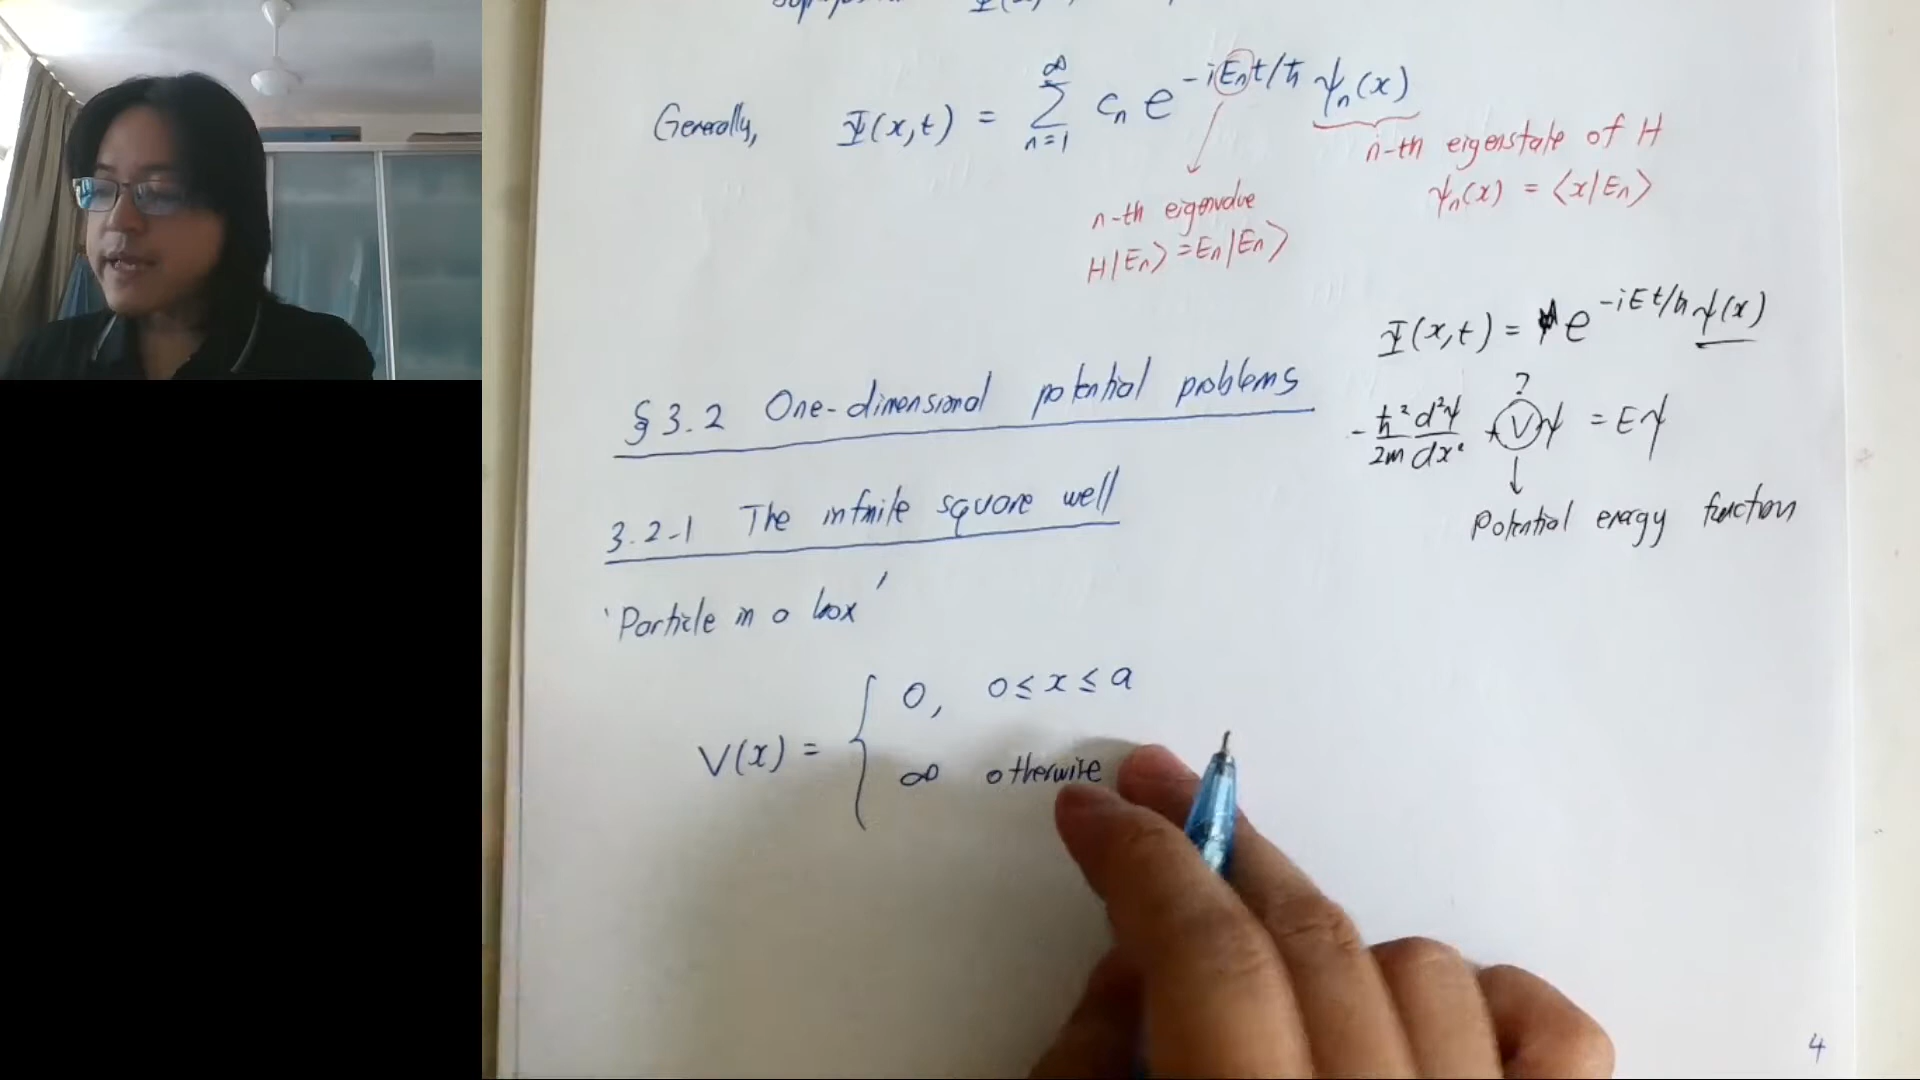 Generally, Ψ(x,t) = ∑_{n=1}^{∞} c_n e^{-iE_n t/ħ} ψ_n(x)
n-th eigenstate of H
ψ_n(x) = ⟨x|E_n⟩
n-th eigenvalue
H|E_n⟩ = E_n|E_n⟩
Ψ(x,t) = e^{-iEt/ħ} ψ(x)
§ 3.2 One-dimensional potential problems
?
-ħ²/2m d²ψ/dx² + Vψ = Eψ
Potential energy function
3.2.1 The infinite square well
'Particle in a box'
V(x) = { 0, 0 ≤ x ≤ a
∞ otherwise
4